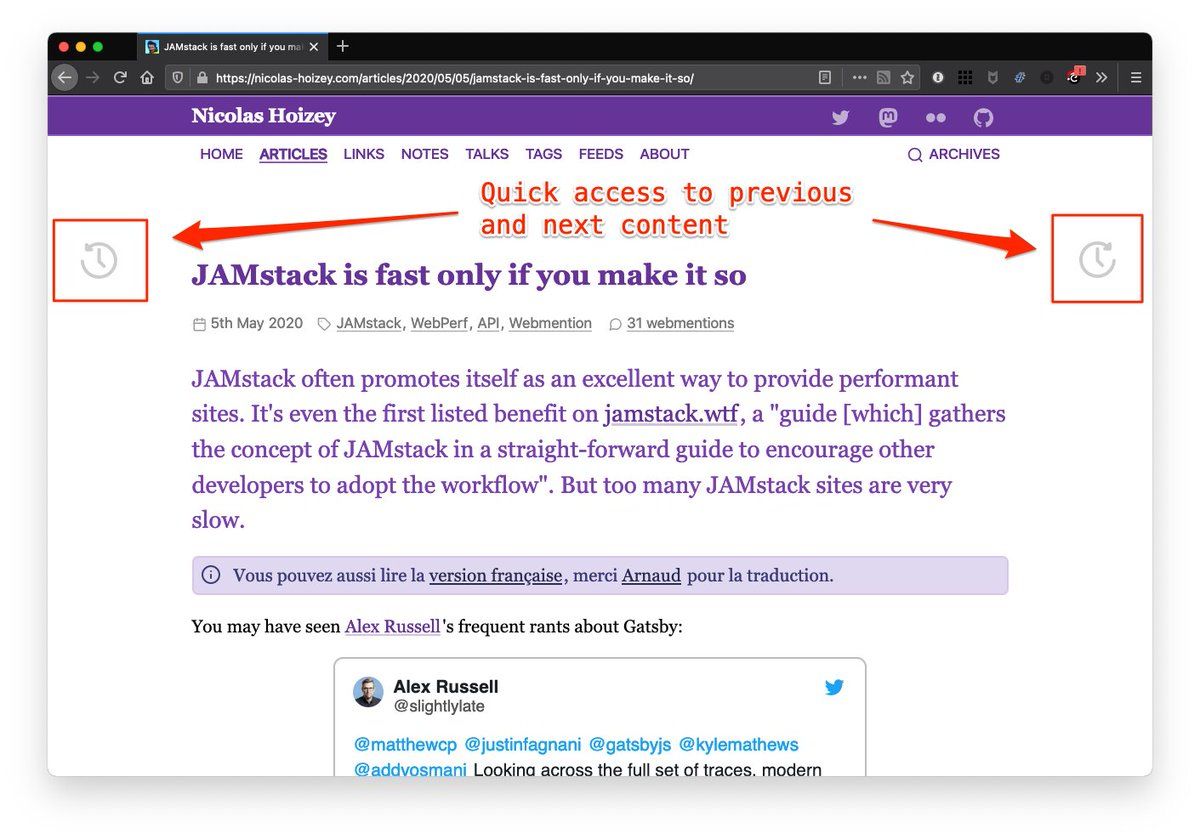 JAMstack is fast only if you ma
https://nicolas-hoizey.com/articles/2020/05/05/jamstack-is-fast-only-if-you-make-it-so/
Nicolas Hoizey
HOME ARTICLES LINKS NOTES TALKS TAGS FEEDS ABOUT ARCHIVES
Quick access to previous
and next content
JAMstack is fast only if you make it so
5th May 2020 JAMstack, WebPerf, API, Webmention 31 webmentions
JAMstack often promotes itself as an excellent way to provide performant
sites. It's even the first listed benefit on jamstack.wtf, a "guide [which] gathers
the concept of JAMstack in a straight-forward guide to encourage other
developers to adopt the workflow". But too many JAMstack sites are very
slow.
Vous pouvez aussi lire la version française, merci Arnaud pour la traduction.
You may have seen Alex Russell's frequent rants about Gatsby:
Alex Russell
@slightlylate
@matthewcp @justinfagnani @gatsbyjs @kylemathews
@addyosmani Looking across the full set of traces, modern